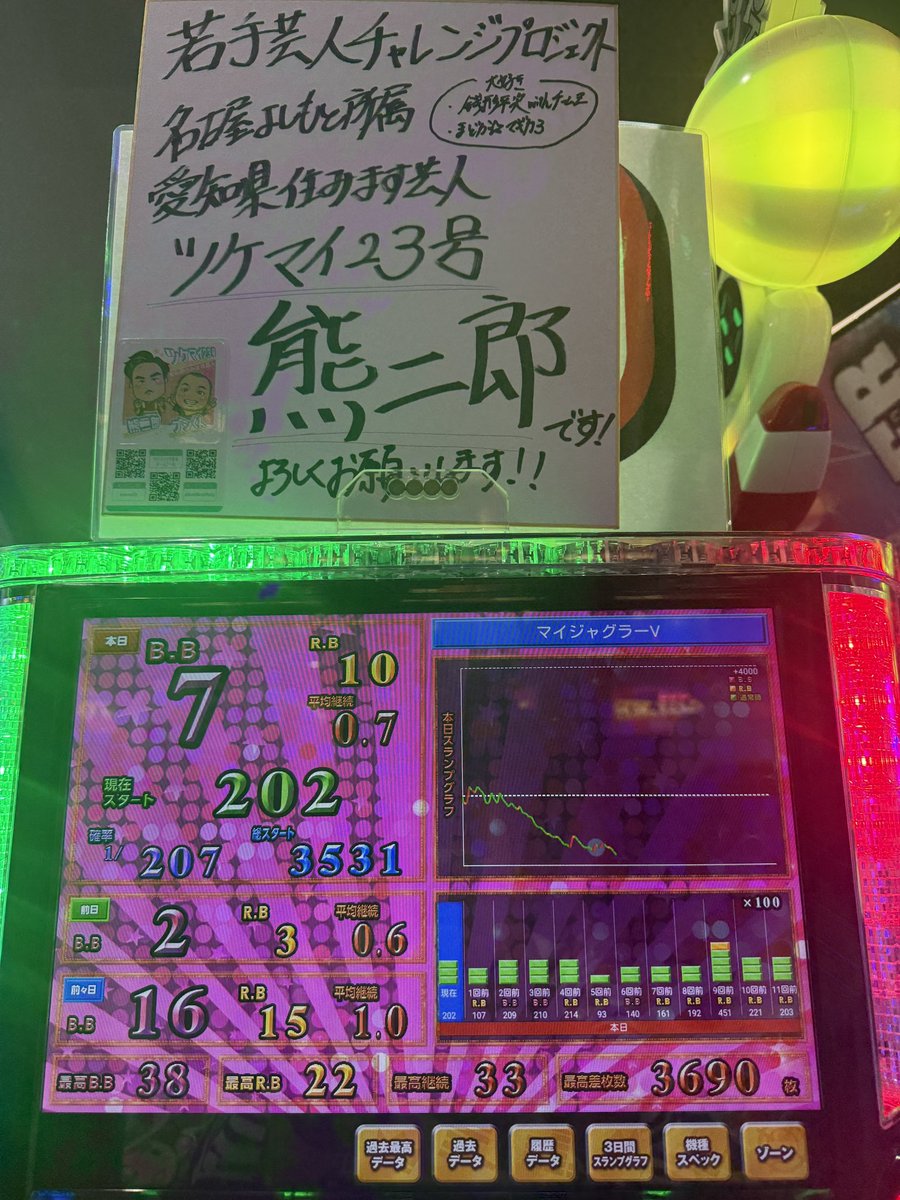 若手芸人チャレンジプロジェクト
名古屋よしもと所属
大好き
愛知県住みます芸人
ツケマイ23号
熊二郎
です!
よろしくお願いします!!
ツケマイ23号
熊二郎
本日
B.B
7
R.B
10
平均継続
0.7
現在
スタート
202
確率
1/207
総スタート
3531
前日
B.B
2
R.B
3
平均継続
0.6
前々日
B.B
16
R.B
15
平均継続
1.0
最高B.B 38
最高R.B 22
最高継続 33
最高差枚数 3690 枚
マイジャグラーV
+4000
B.B
R.B
通常時
本日スランプグラフ
×100
現在 1回前 2回前 3回前 4回前 5回前 6回前 7回前 8回前 9回前 10回前 11回前
R.B R.B B.B R.B R.B B.B R.B R.B R.B R.B R.B
202 107 209 210 214 93 140 161 192 451 221 203
本日
過去最高
データ
過去
データ
履歴
データ
3日間
スランプグラフ
機種
スペック
ゾーン